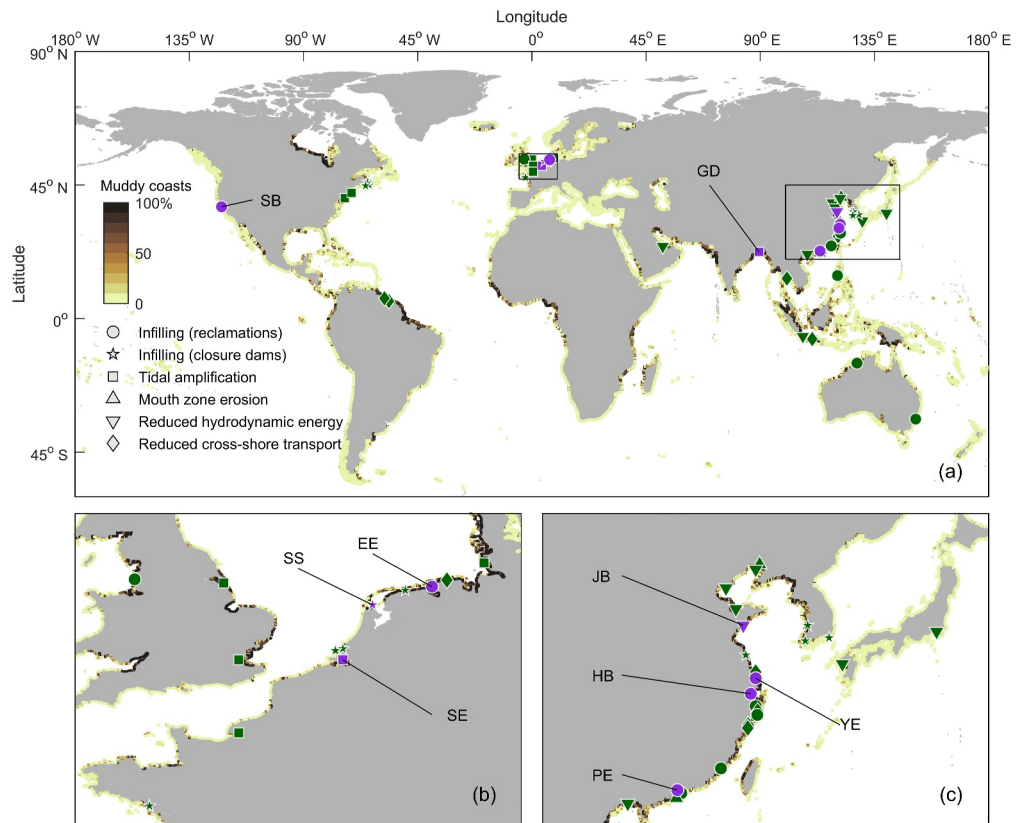 Longitude
180° W 135° W 90° W 45° W 0° 45° E 90° E 135° E 180° E
90° N
45° N
0°
45° S
Latitude
SB
GD
Muddy coasts
100%
50
0
Infilling (reclamations)
Infilling (closure dams)
Tidal amplification
Mouth zone erosion
Reduced hydrodynamic energy
Reduced cross-shore transport
(a)
SS
EE
SE
(b)
JB
HB
YE
PE
(c)